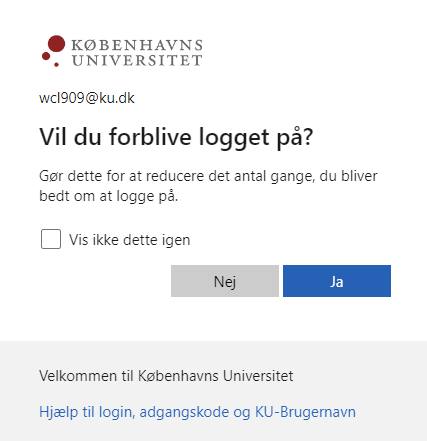 KØBENHAVNS
UNIVERSITET
wcl909@ku.dk
Vil du forblive logget på?
Gør dette for at reducere det antal gange, du bliver
bedt om at logge på.
Vis ikke dette igen
Nej
Ja
Velkommen til Københavns Universitet
Hjælp til login, adgangskode og KU-Brugernavn